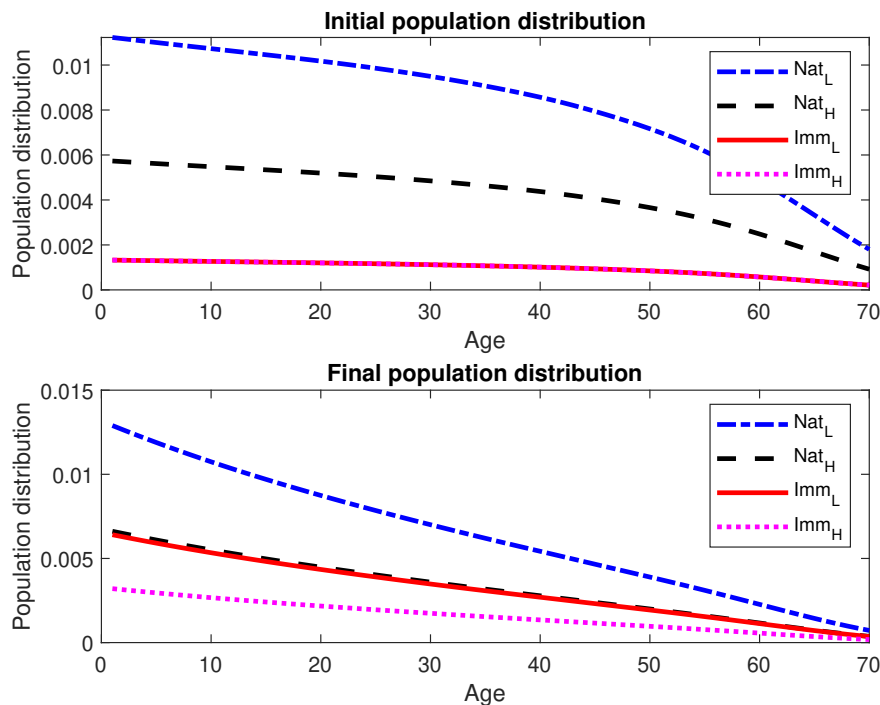 Initial population distribution
Population distribution
0.01
0.008
0.006
0.004
0.002
0
Nat_L
Nat_H
Imm_L
Imm_H
0 10 20 30 40 50 60 70
Age
Final population distribution
Population distribution
0.015
0.01
0.005
0
Nat_L
Nat_H
Imm_L
Imm_H
0 10 20 30 40 50 60 70
Age